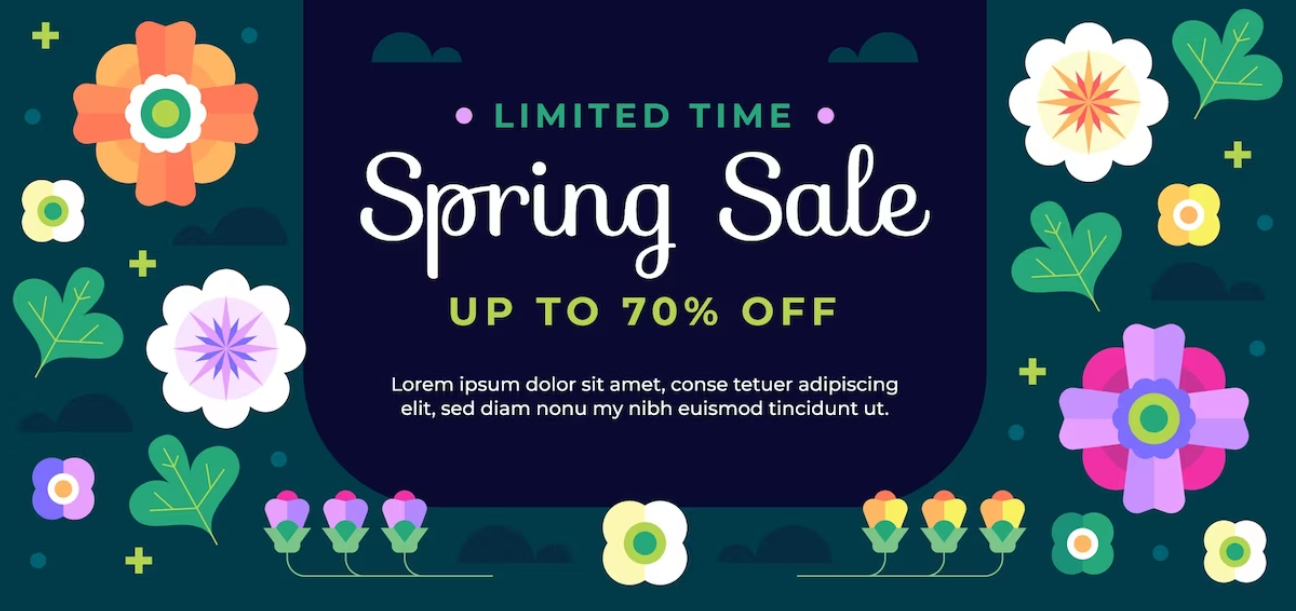 LIMITED TIME
Spring Sale
UP TO 70% OFF
Lorem ipsum dolor sit amet, conse tetuer adipiscing
elit, sed diam nonu my nibh euismod tincidunt ut.